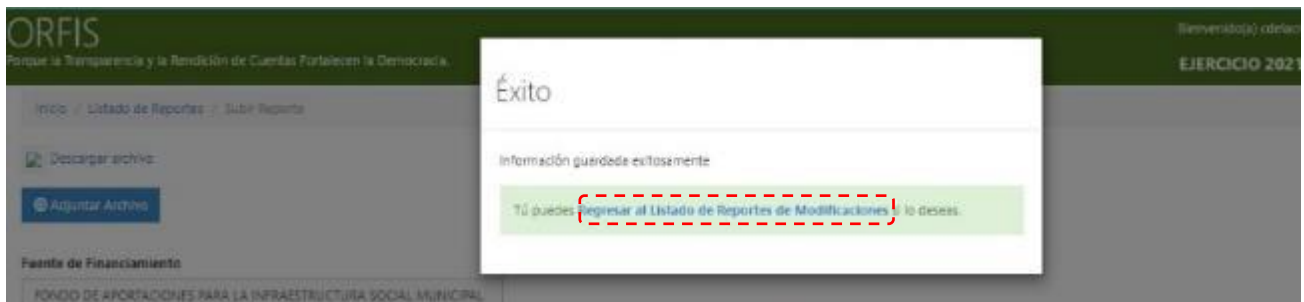 ORFIS
Porque la Transparencia y la Rendición de Cuentas Fortalecen la Democracia.
Bienvenido(a)
EJERCICIO 2021
Inicio / Listado de Reportes / Subir Reporte
Descargar archivo
Adjuntar Archivo
Fuente de Financiamiento
FONDO DE APORTACIONES PARA LA INFRAESTRUCTURA SOCIAL MUNICIPAL
Éxito
Información guardada exitosamente
Tú puedes Regresar al Listado de Reportes de Modificaciones si lo deseas.